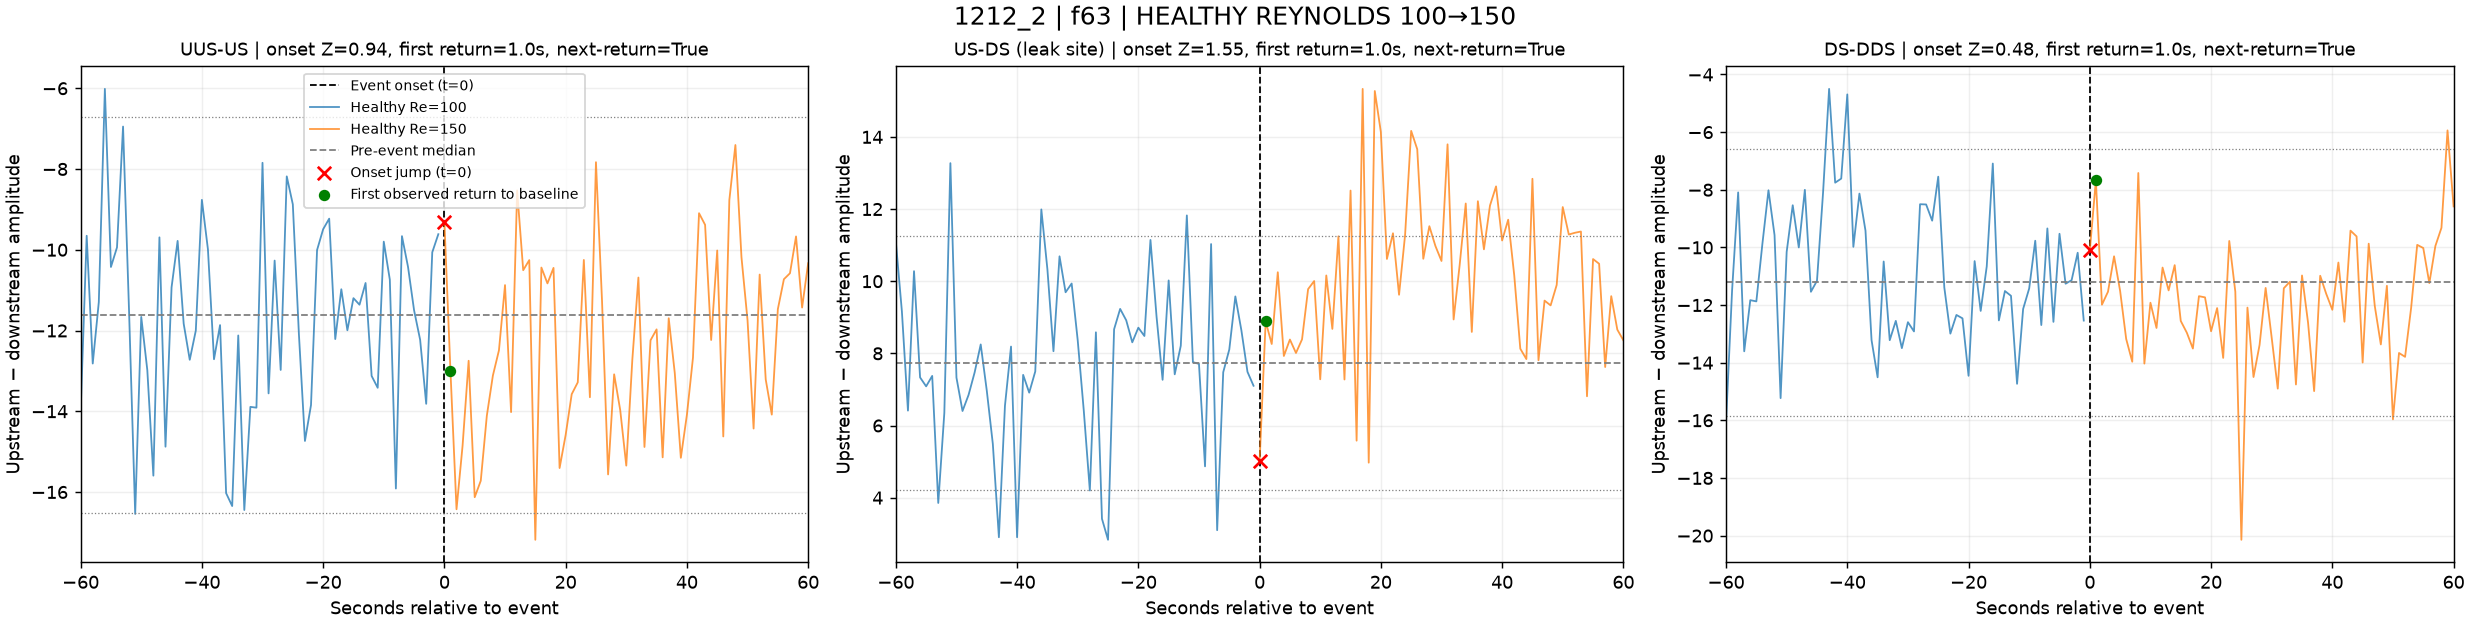 1212_2 | f63 | HEALTHY REYNOLDS 100→150
UUS-US | onset Z=0.94, first return=1.0s, next-return=True
Event onset (t=0)
Healthy Re=100
Healthy Re=150
Pre-event median
Onset jump (t=0)
First observed return to baseline
Upstream − downstream amplitude
−6
−8
−10
−12
−14
−16
−60
−40
−20
0
20
40
60
Seconds relative to event
US-DS (leak site) | onset Z=1.55, first return=1.0s, next-return=True
Upstream − downstream amplitude
14
12
10
8
6
4
−60
−40
−20
0
20
40
60
Seconds relative to event
DS-DDS | onset Z=0.48, first return=1.0s, next-return=True
Upstream − downstream amplitude
−4
−6
−8
−10
−12
−14
−16
−18
−20
−60
−40
−20
0
20
40
60
Seconds relative to event